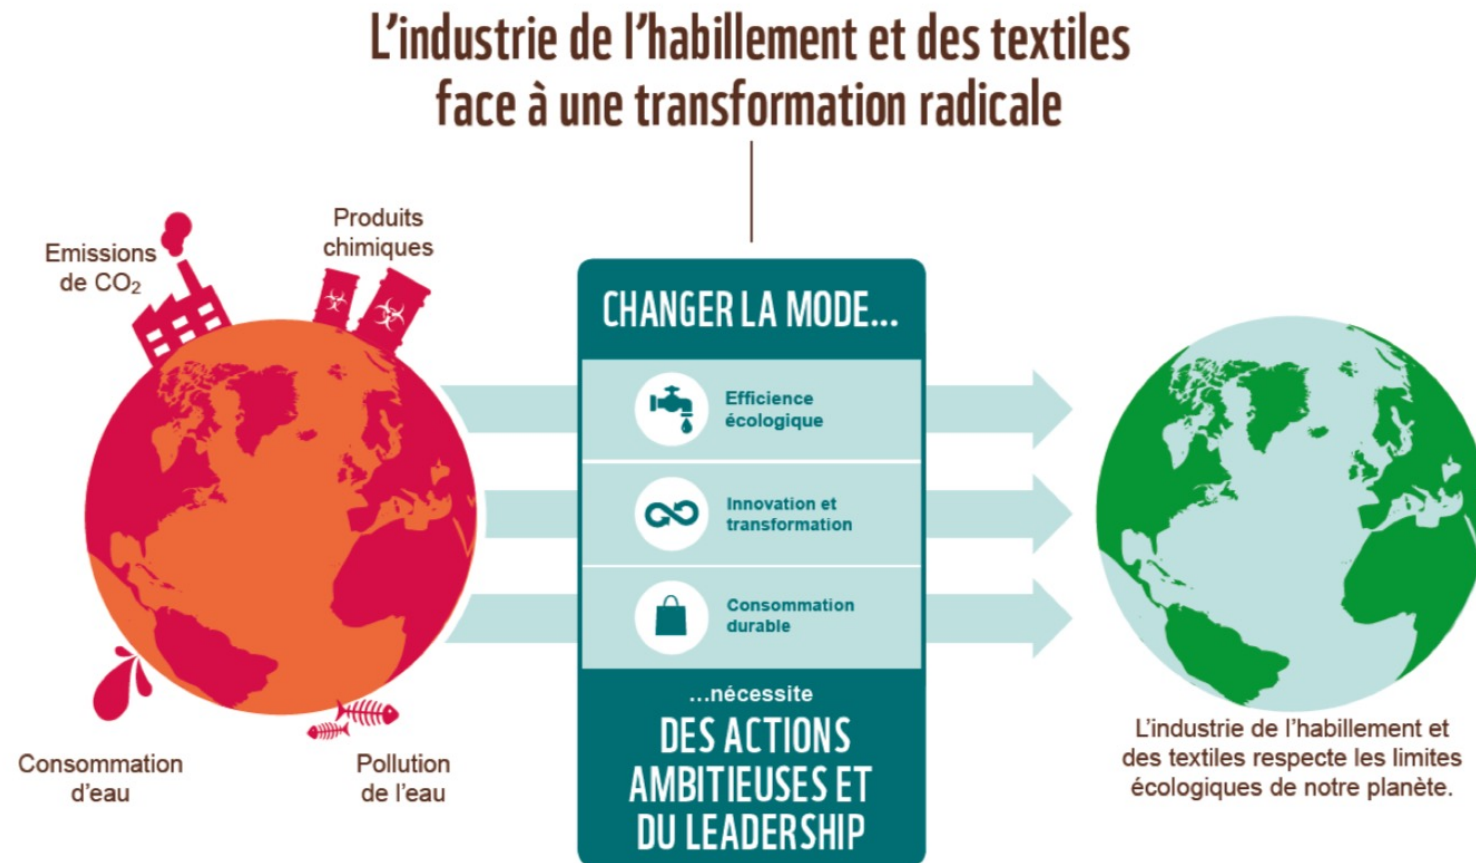 L'industrie de l'habillement et des textiles
face à une transformation radicale
Emissions
de CO₂
Produits
chimiques
Consommation
d'eau
Pollution
de l'eau
CHANGER LA MODE...
Efficience
écologique
Innovation et
transformation
Consommation
durable
...nécessite
DES ACTIONS
AMBITIEUSES ET
DU LEADERSHIP
L'industrie de l'habillement et
des textiles respecte les limites
écologiques de notre planète.